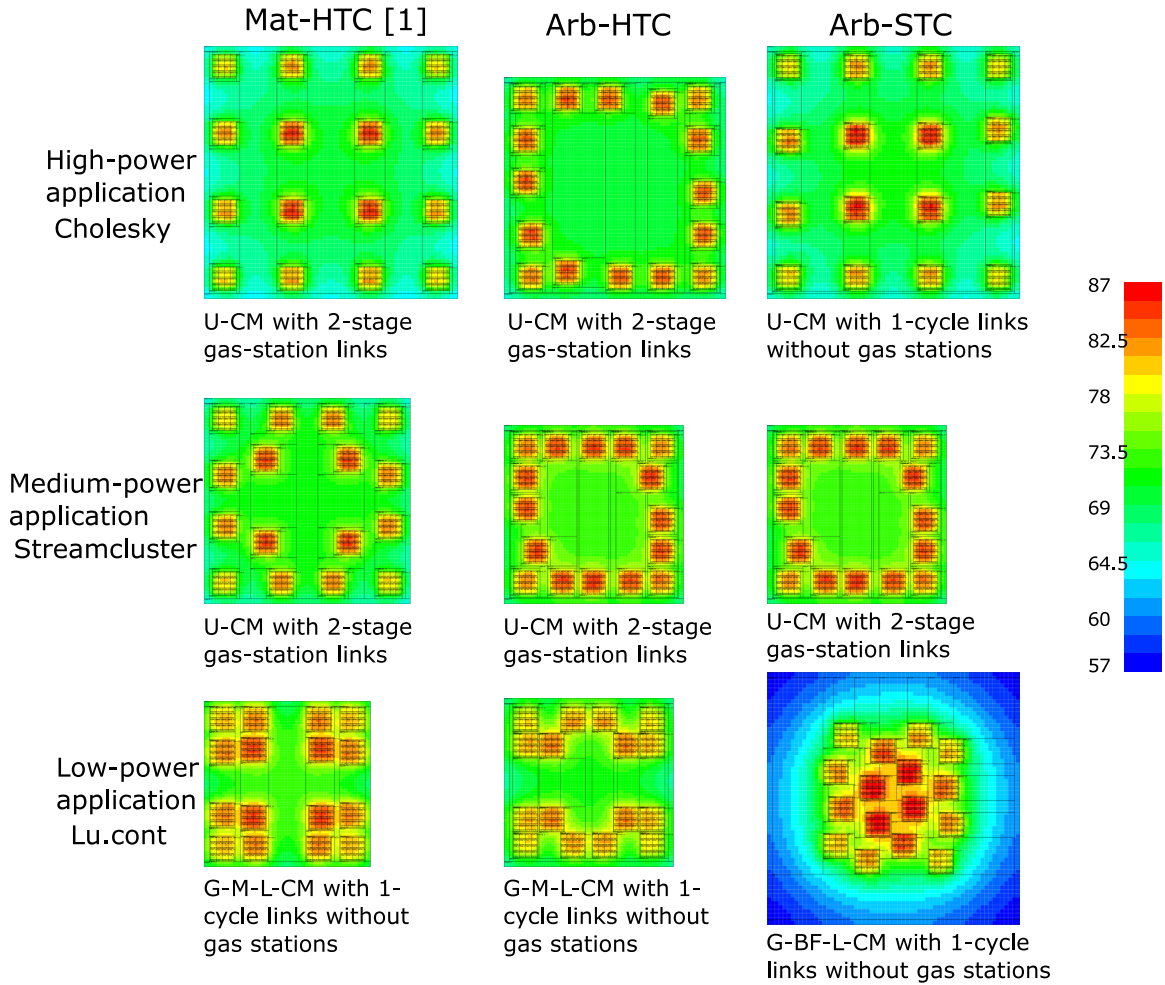 Mat-HTC [1]
Arb-HTC
Arb-STC
High-power
application
Cholesky
U-CM with 2-stage
gas-station links
U-CM with 2-stage
gas-station links
U-CM with 1-cycle links
without gas stations
Medium-power
application
Streamcluster
U-CM with 2-stage
gas-station links
U-CM with 2-stage
gas-station links
U-CM with 2-stage
gas-station links
Low-power
application
Lu.cont
G-M-L-CM with 1-
cycle links without
gas stations
G-M-L-CM with 1-
cycle links without
gas stations
G-BF-L-CM with 1-cycle
links without gas stations
87
82.5
78
73.5
69
64.5
60
57